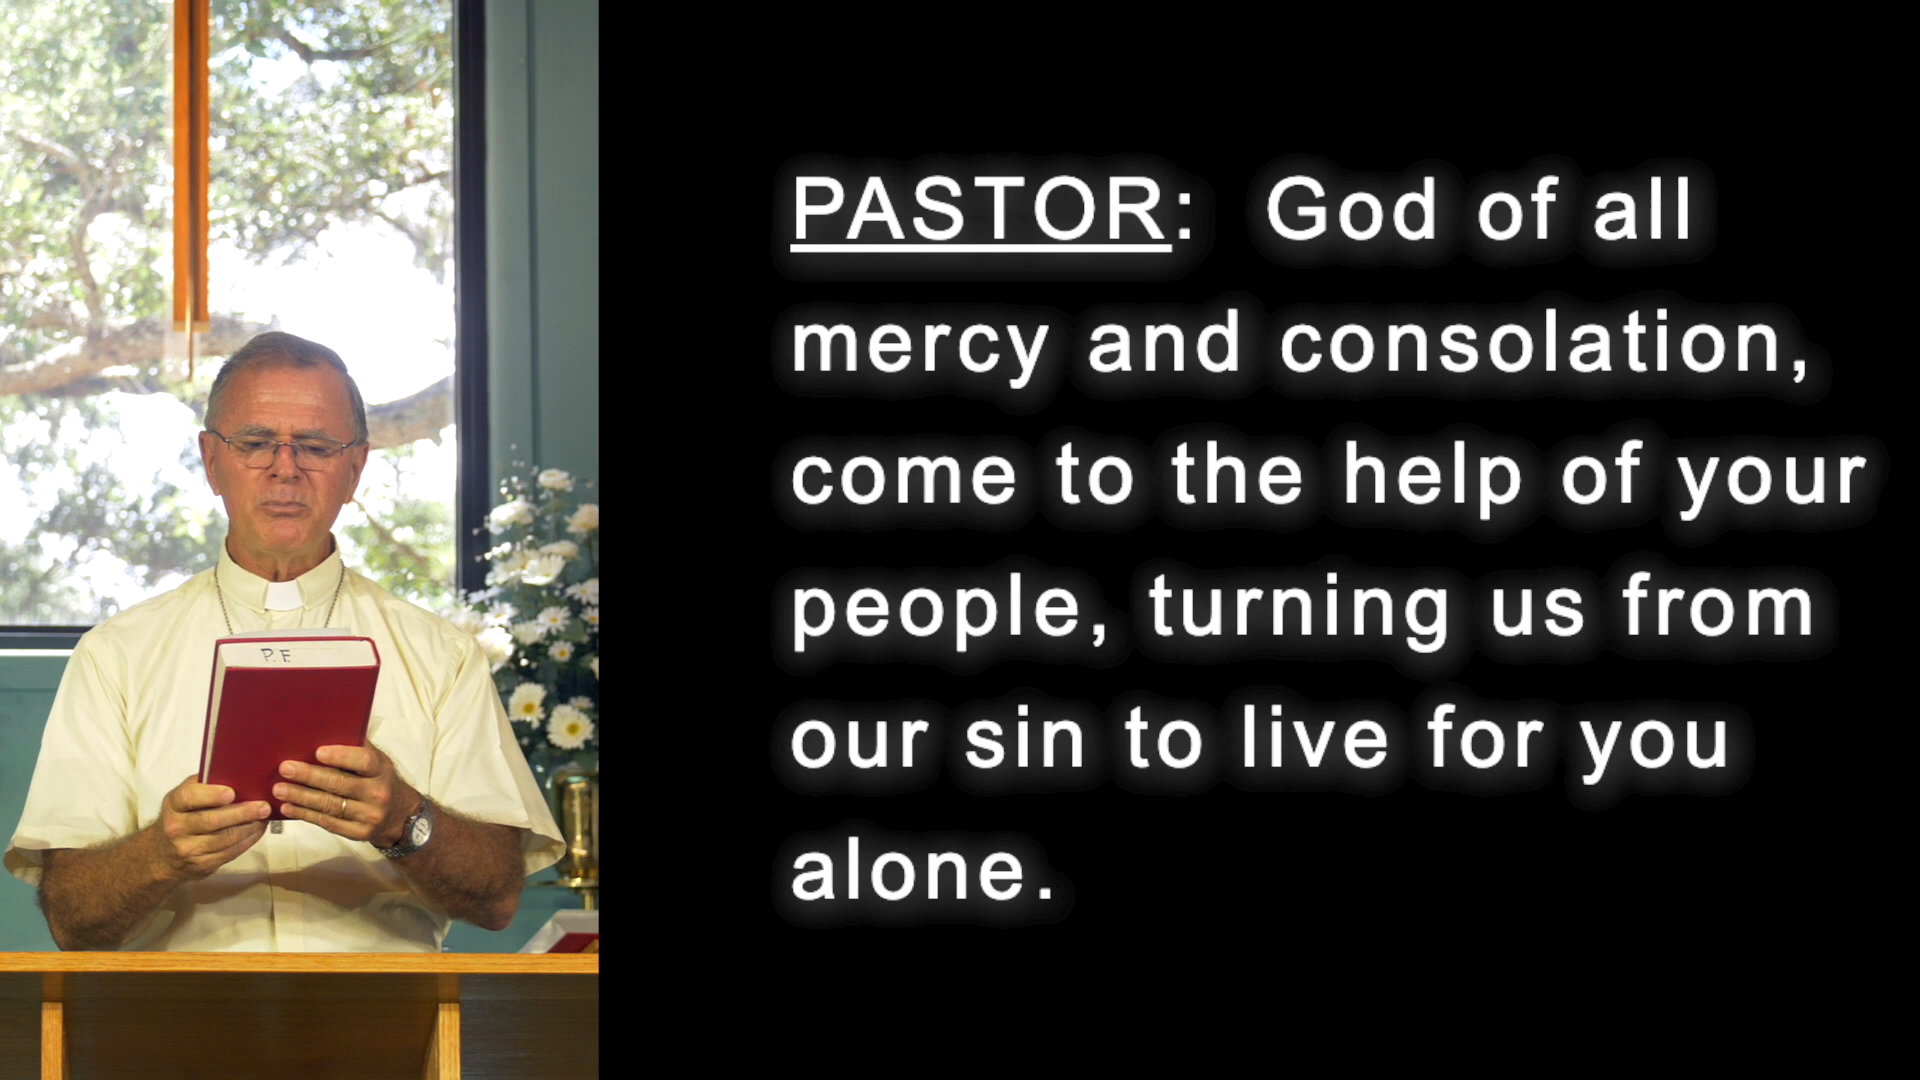 P.E
PASTOR: God of all
mercy and consolation,
come to the help of your
people, turning us from
our sin to live for you
alone.